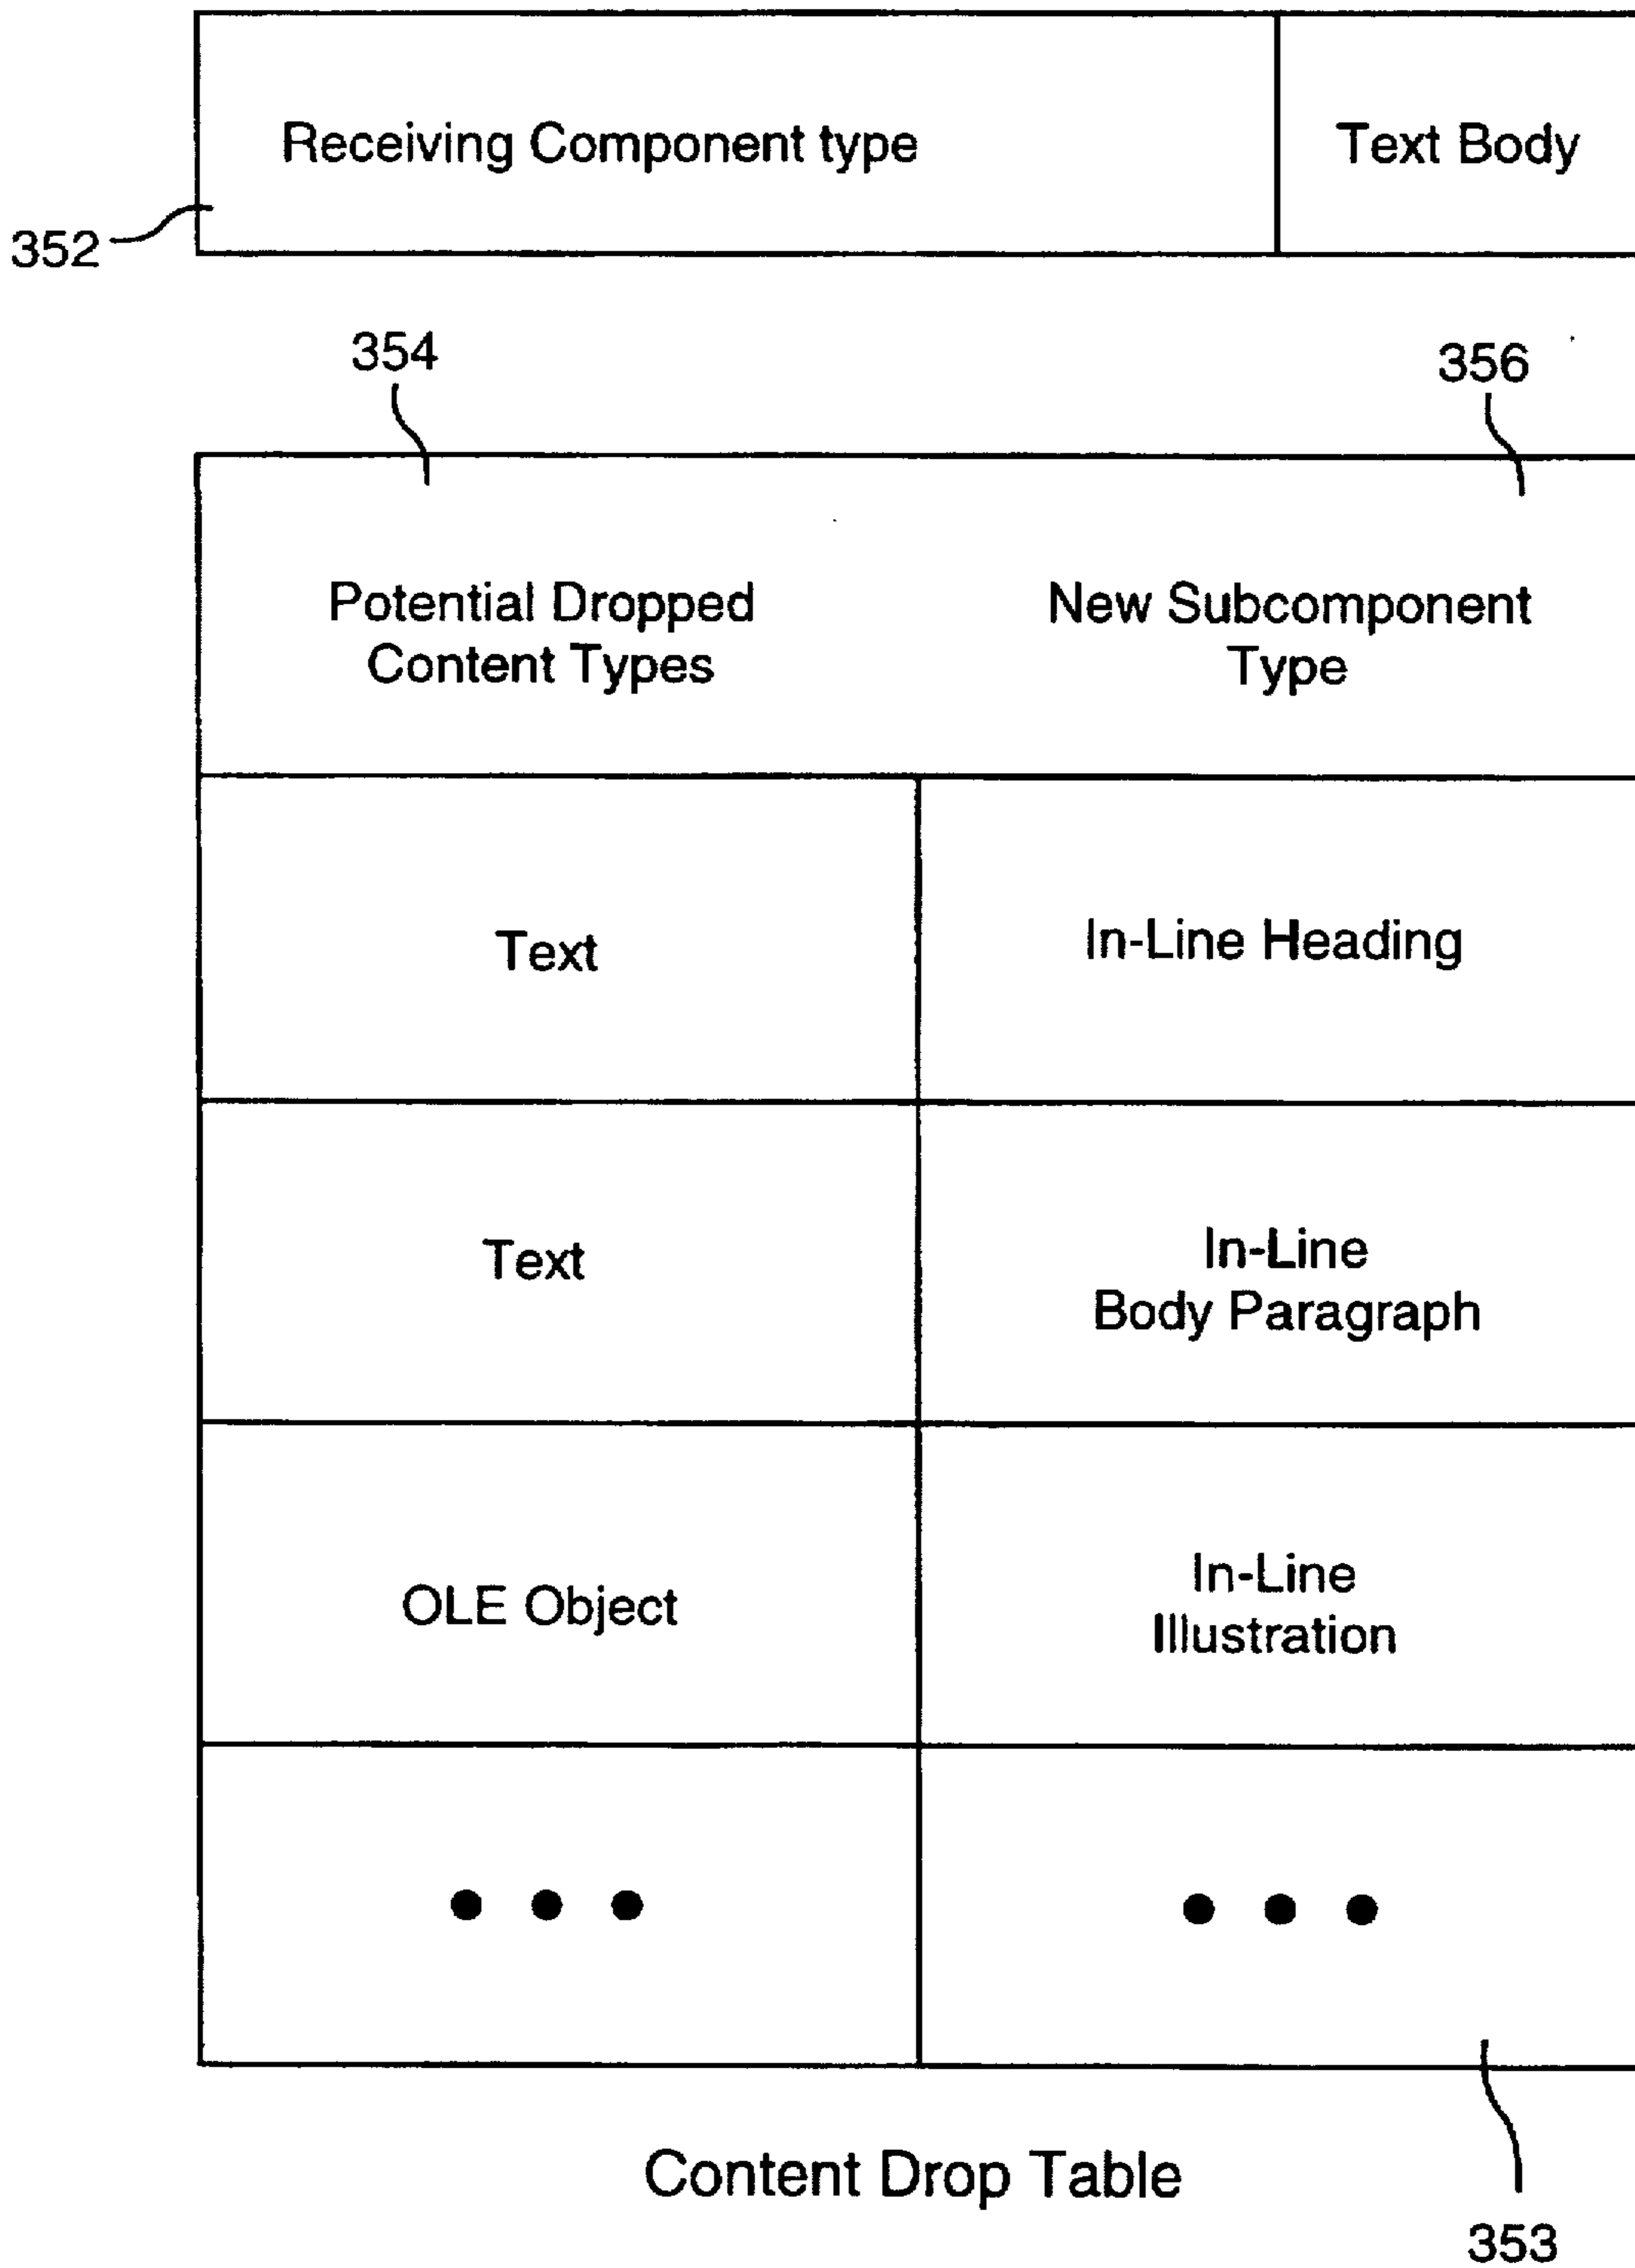 Receiving Component type
Text Body
352
354
356
Potential Dropped
Content Types
New Subcomponent
Type
Text
In-Line Heading
Text
In-Line
Body Paragraph
OLE Object
In-Line
Illustration
• • •
• • •
Content Drop Table
353